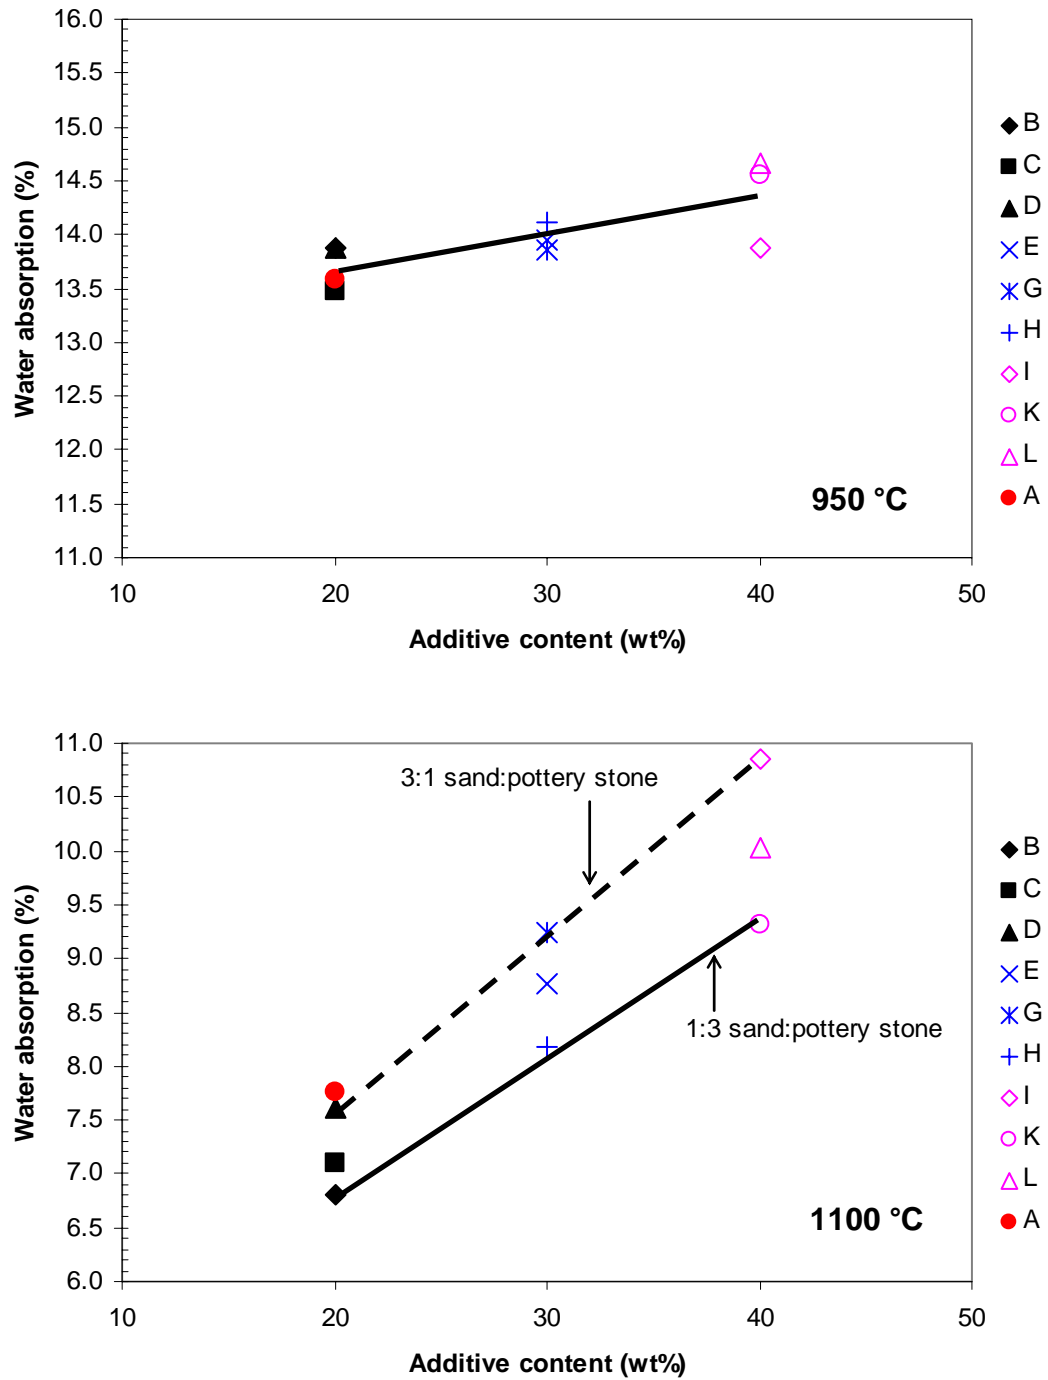 16.0
15.5
15.0
14.5
14.0
13.5
13.0
12.5
12.0
11.5
11.0
Water absorption (%)
950 °C
10 20 30 40 50
Additive content (wt%)
B
C
D
E
G
H
I
K
L
A
11.0
10.5
10.0
9.5
9.0
8.5
8.0
7.5
7.0
6.5
6.0
Water absorption (%)
3:1 sand:pottery stone
1:3 sand:pottery stone
1100 °C
10 20 30 40 50
Additive content (wt%)
B
C
D
E
G
H
I
K
L
A